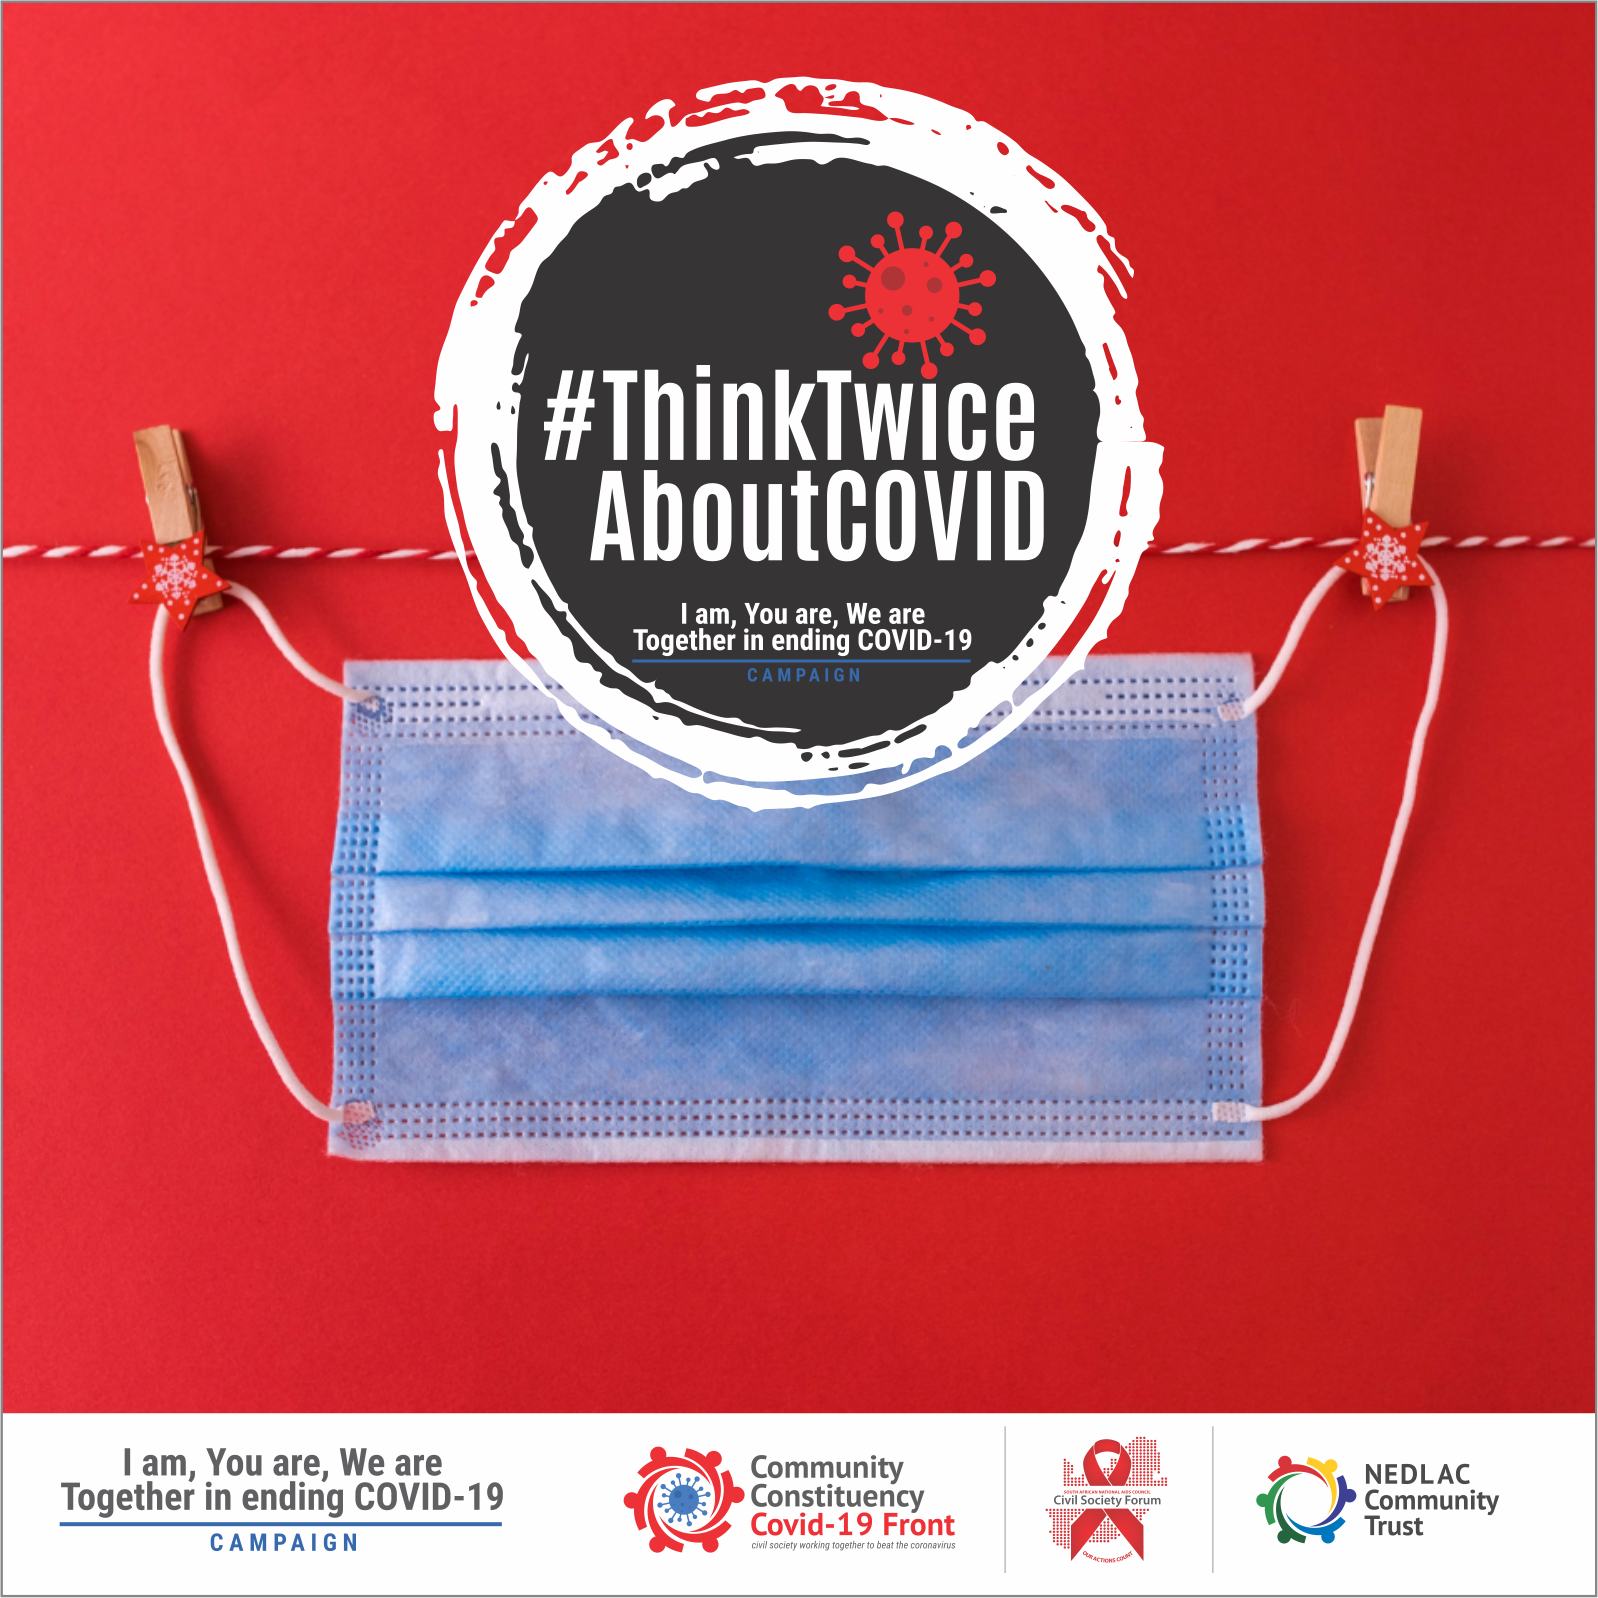 #ThinkTwice
AboutCOVID
I am, You are, We are
Together in ending COVID-19
CAMPAIGN
I am, You are, We are
Together in ending COVID-19
CAMPAIGN
Community
Constituency
Covid-19 Front
civil society working together to beat the coronavirus
SOUTH AFRICAN NATIONAL AIDS COUNCIL
Civil Society Forum
OUR ACTIONS COUNT
NEDLAC
Community
Trust